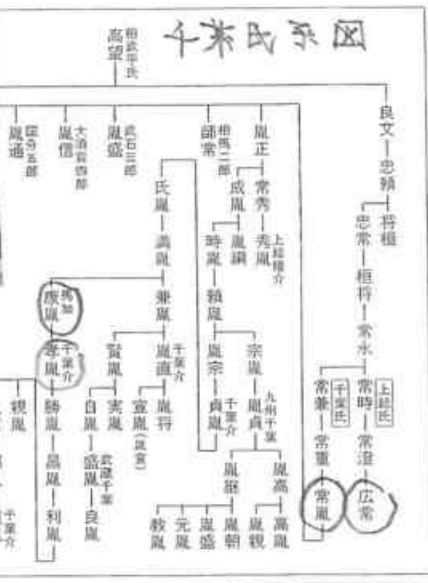 千葉氏系図
桓武平氏
高望
良文 忠頼
将恒
忠常 恒将 常永
上総氏
常時 常澄 広常
千葉氏
常兼 常重 常胤
胤正
常秀 秀胤
上総権介
成胤 胤綱
時胤 頼胤
宗胤 胤貞
九州千葉
胤高 高胤
胤親
胤継 胤朝
胤盛
元胤
教胤
胤宗 貞胤
千葉介
氏胤 満胤
兼胤 胤直 胤将
千葉介
宣胤
賢胤 実胤
自胤 盛胤 良胤
武蔵千葉
馬加
康胤
孝胤 勝胤 昌胤 利胤
千葉介
親胤
千葉介
相馬二郎
師常
武石三郎
胤盛
大須賀四郎
胤信
国分五郎
胤通